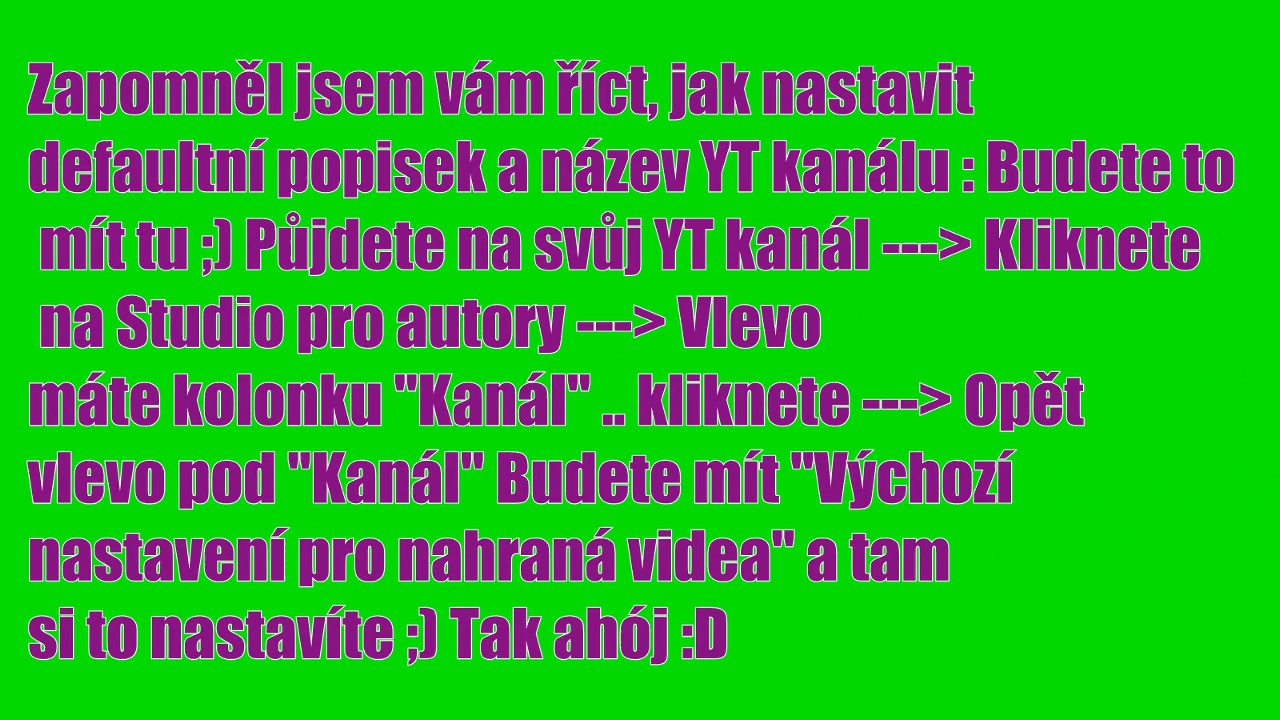 Zapomněl jsem vám říct, jak nastavit
defaultní popisek a název YT kanálu : Budete to
mít tu ;) Půjdete na svůj YT kanál ---> Kliknete
na Studio pro autory ---> Vlevo
máte kolonku "Kanál" .. kliknete ---> Opět
vlevo pod "Kanál" Budete mít "Výchozí
nastavení pro nahraná videa" a tam
si to nastavíte ;) Tak ahój :D